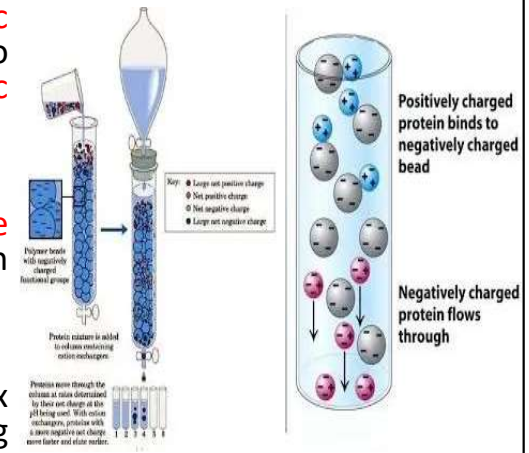 c
o
c
e
n
x
g
Key:
Large net positive charge
Net positive charge
Net negative charge
Large net negative charge
Polymer beads
with negatively
charged
functional groups
Protein mixture is added
to column containing
cation exchangers
Proteins move through the
column at rates determined
by their net charge at the
pH being used. With cation
exchangers, proteins with
a more negative net charge
move faster and elute earlier.
1 2 3 4 5 6
Positively charged
protein binds to
negatively charged
bead
Negatively charged
protein flows
through